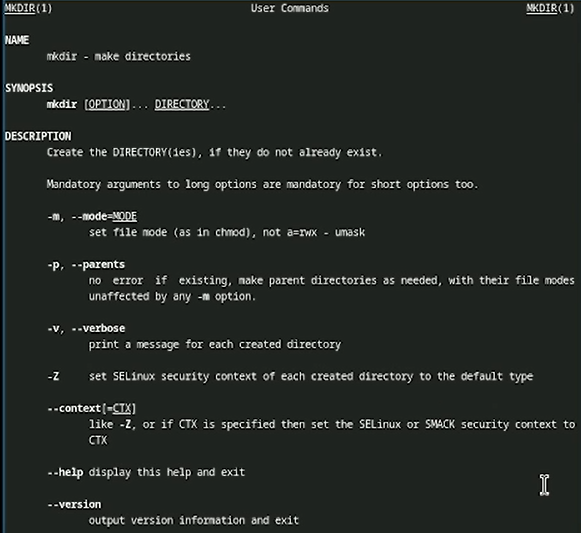 MKDIR(1) User Commands MKDIR(1)
NAME
mkdir - make directories
SYNOPSIS
mkdir [OPTION]... DIRECTORY...
DESCRIPTION
Create the DIRECTORY(ies), if they do not already exist.
Mandatory arguments to long options are mandatory for short options too.
-m, --mode=MODE
set file mode (as in chmod), not a=rwx - umask
-p, --parents
no error if existing, make parent directories as needed, with their file modes
unaffected by any -m option.
-v, --verbose
print a message for each created directory
-Z set SELinux security context of each created directory to the default type
--context[=CTX]
like -Z, or if CTX is specified then set the SELinux or SMACK security context to
CTX
--help display this help and exit
--version
output version information and exit